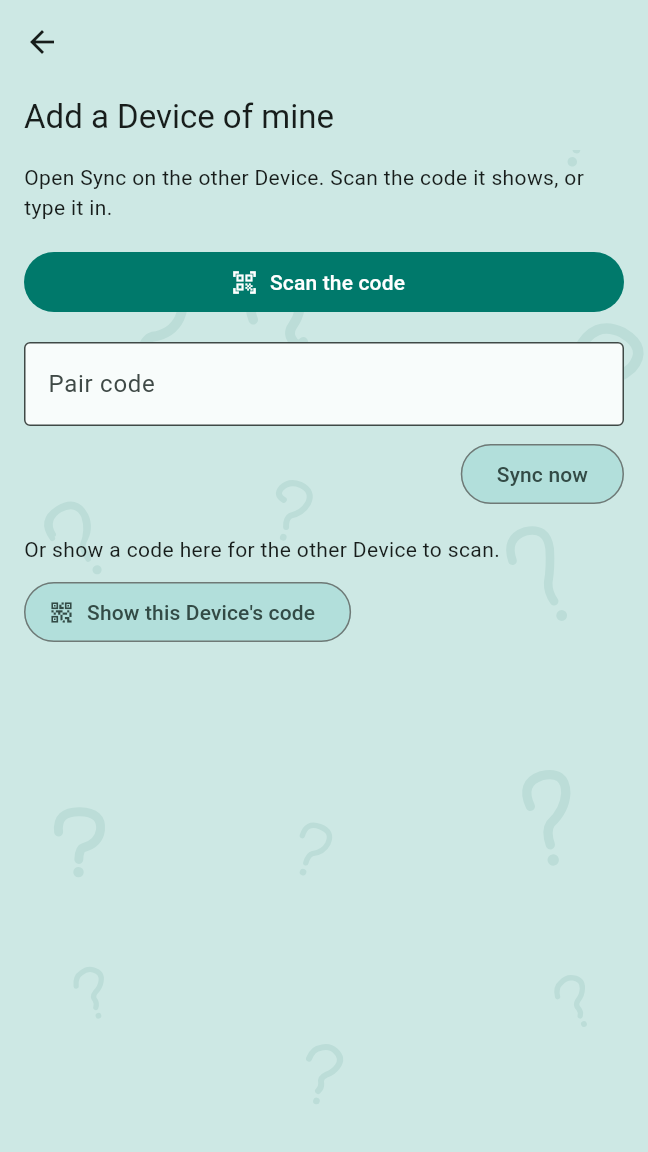 Add a Device of mine
Open Sync on the other Device. Scan the code it shows, or
type it in.
Scan the code
Pair code
Sync now
Or show a code here for the other Device to scan.
Show this Device's code